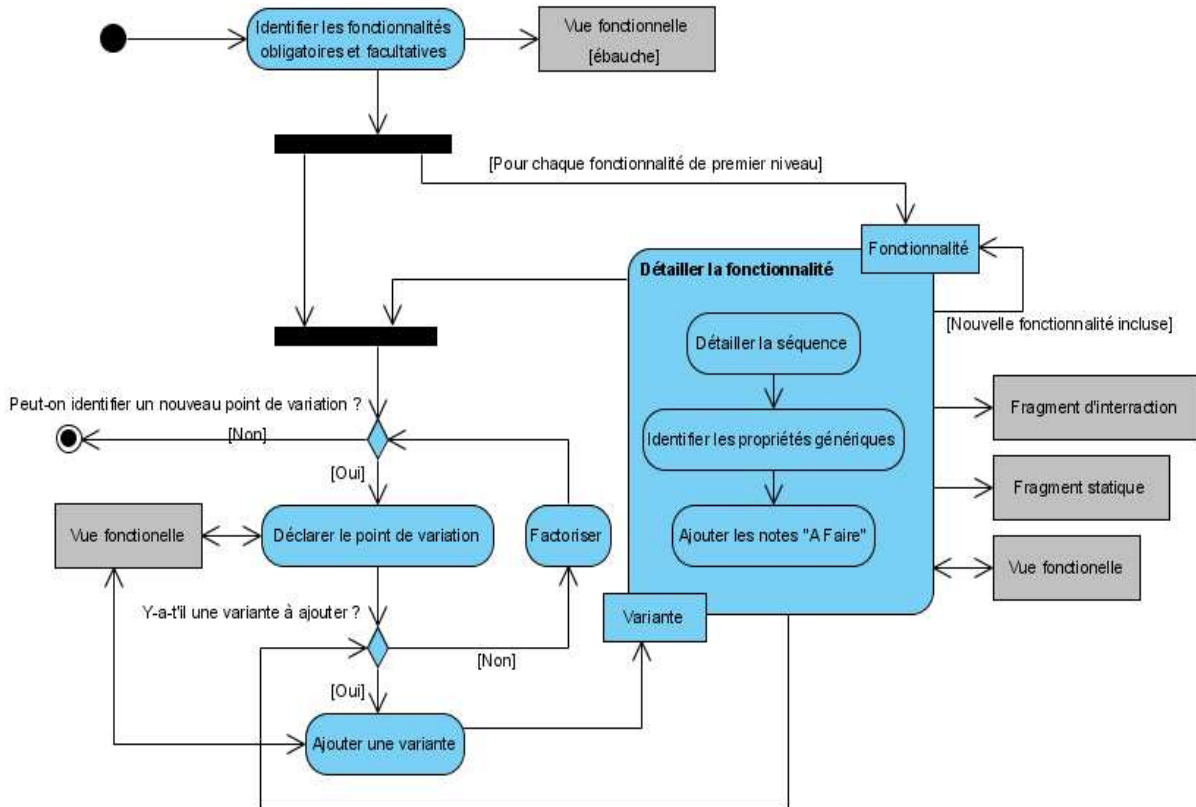 Identifier les fonctionnalités
obligatoires et facultatives
Vue fonctionnelle
[ébauche]
[Pour chaque fonctionnalité de premier niveau]
Fonctionnalité
Détailler la fonctionnalité
[Nouvelle fonctionnalité incluse]
Détailler la séquence
Peut-on identifier un nouveau point de variation ?
[Non]
Fragment d'interraction
Identifier les propriétés génériques
[Oui]
Fragment statique
Vue fonctionelle
Déclarer le point de variation
Factoriser
Ajouter les notes "A Faire"
Vue fonctionelle
Y-a-t'il une variante à ajouter ?
Variante
[Non]
[Oui]
Ajouter une variante